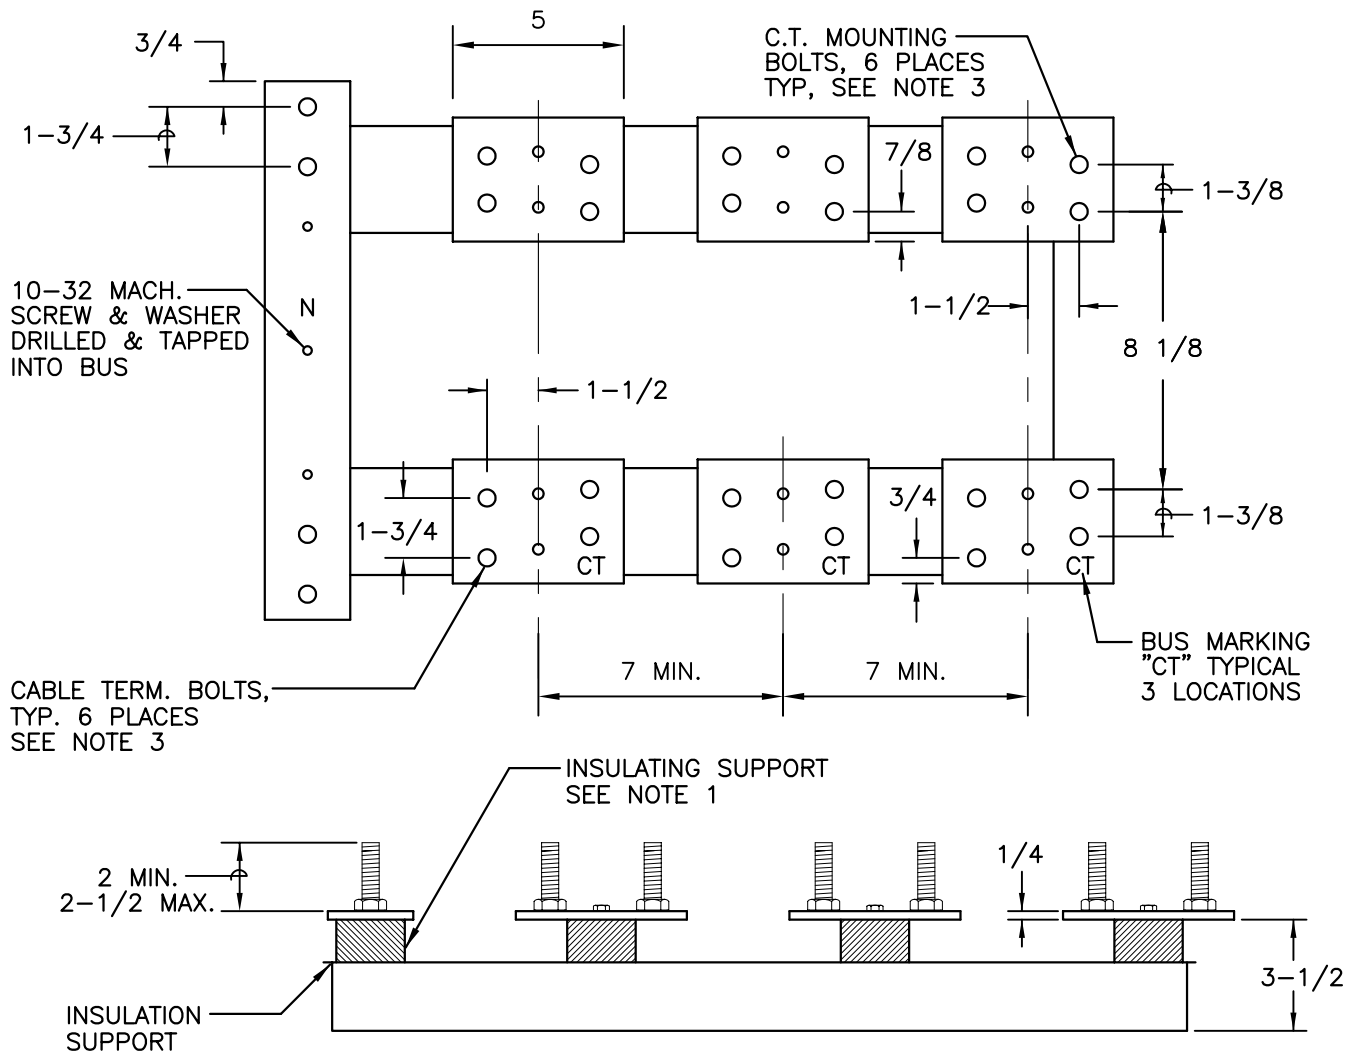 3/4
5
C.T. MOUNTING
BOLTS, 6 PLACES
TYP, SEE NOTE 3
1-3/4
7/8
1-3/8
10-32 MACH.
SCREW & WASHER
DRILLED & TAPPED
INTO BUS
N
1-1/2
8 1/8
1-1/2
1-3/4
3/4
1-3/8
CT
CT
CT
BUS MARKING
"CT" TYPICAL
3 LOCATIONS
7 MIN.
7 MIN.
CABLE TERM. BOLTS,
TYP. 6 PLACES
SEE NOTE 3
INSULATING SUPPORT
SEE NOTE 1
2 MIN.
2-1/2 MAX.
1/4
3-1/2
INSULATION
SUPPORT